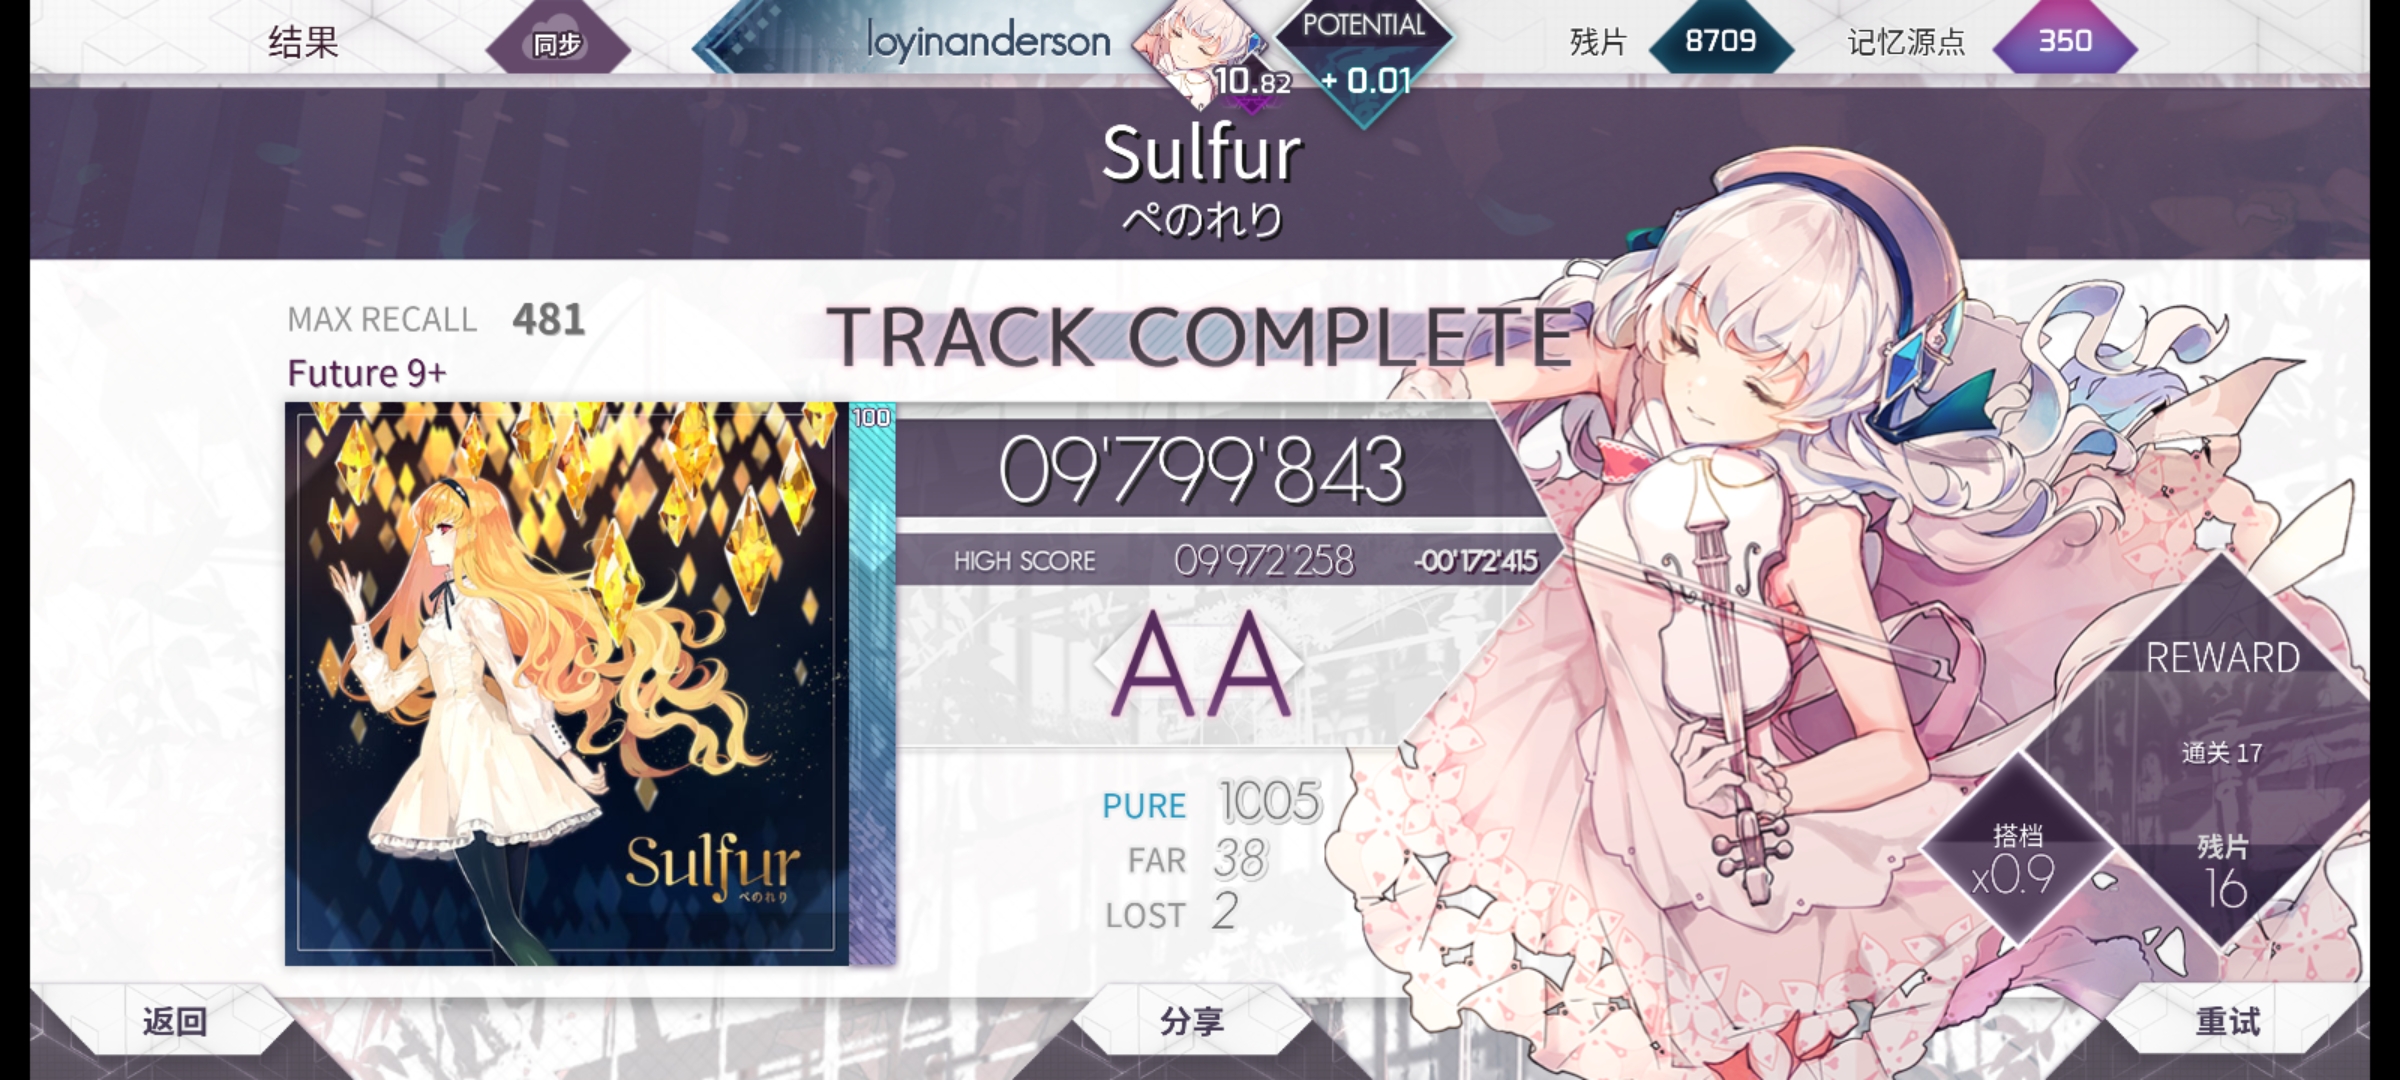 结果
同步
loyinanderson
10.82
POTENTIAL
+ 0.01
残片 8709
记忆源点 350
Sulfur
ぺのれり
MAX RECALL 481
TRACK COMPLETE
Future 9+
100
09'799'843
HIGH SCORE 09'972'258 -00'172'415
AA
Sulfur
ぺのれり
PURE 1005
FAR 38
LOST 2
REWARD
通关 17
搭档
x0.9
残片
16
返回
分享
重试